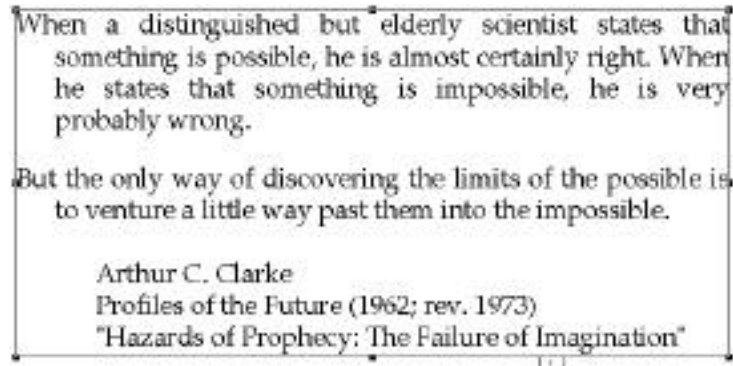 When a distinguished but elderly scientist states that
something is possible, he is almost certainly right. When
he states that something is impossible, he is very
probably wrong.
But the only way of discovering the limits of the possible is
to venture a little way past them into the impossible.
Arthur C. Clarke
Profiles of the Future (1962; rev. 1973)
"Hazards of Prophecy: The Failure of Imagination"